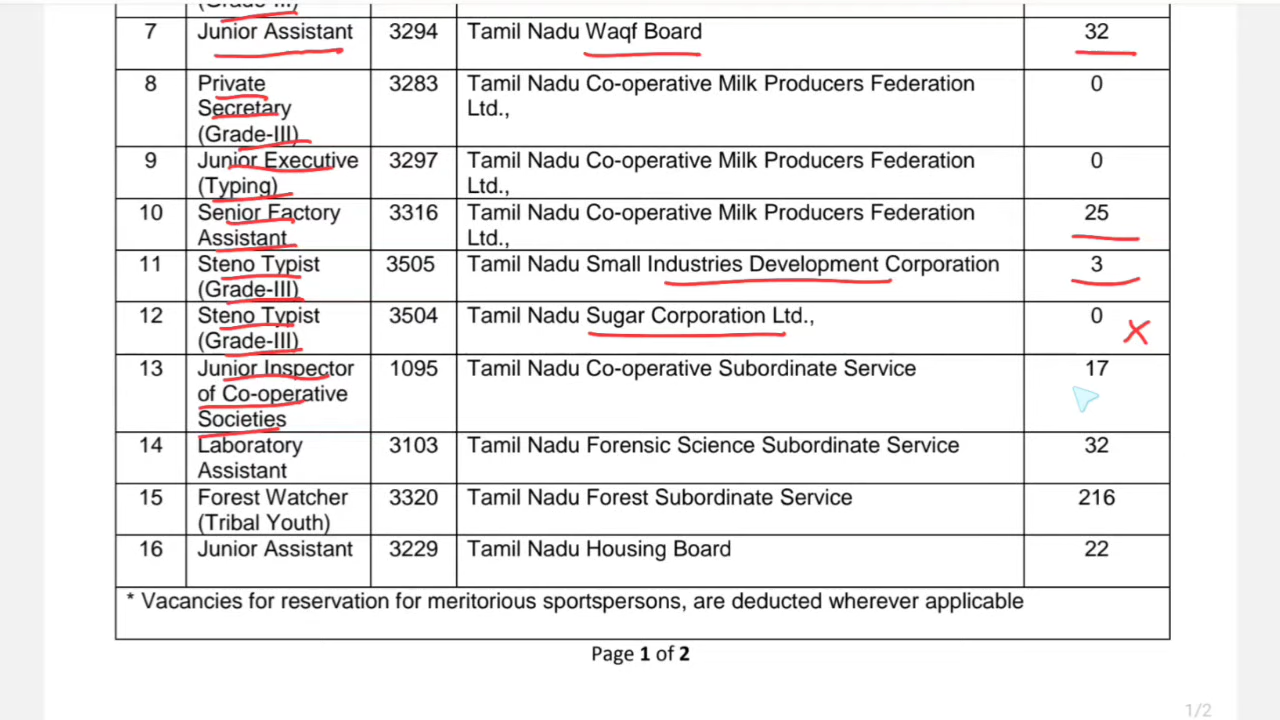 (Grade-III)
7 Junior Assistant 3294 Tamil Nadu Waqf Board 32
8 Private 3283 Tamil Nadu Co-operative Milk Producers Federation 0
Secretary Ltd.,
(Grade-III)
9 Junior Executive 3297 Tamil Nadu Co-operative Milk Producers Federation 0
(Typing) Ltd.,
10 Senior Factory 3316 Tamil Nadu Co-operative Milk Producers Federation 25
Assistant Ltd.,
11 Steno Typist 3505 Tamil Nadu Small Industries Development Corporation 3
(Grade-III)
12 Steno Typist 3504 Tamil Nadu Sugar Corporation Ltd., 0
(Grade-III)
13 Junior Inspector 1095 Tamil Nadu Co-operative Subordinate Service 17
of Co-operative
Societies
14 Laboratory 3103 Tamil Nadu Forensic Science Subordinate Service 32
Assistant
15 Forest Watcher 3320 Tamil Nadu Forest Subordinate Service 216
(Tribal Youth)
16 Junior Assistant 3229 Tamil Nadu Housing Board 22
* Vacancies for reservation for meritorious sportspersons, are deducted wherever applicable
Page 1 of 2
1/2